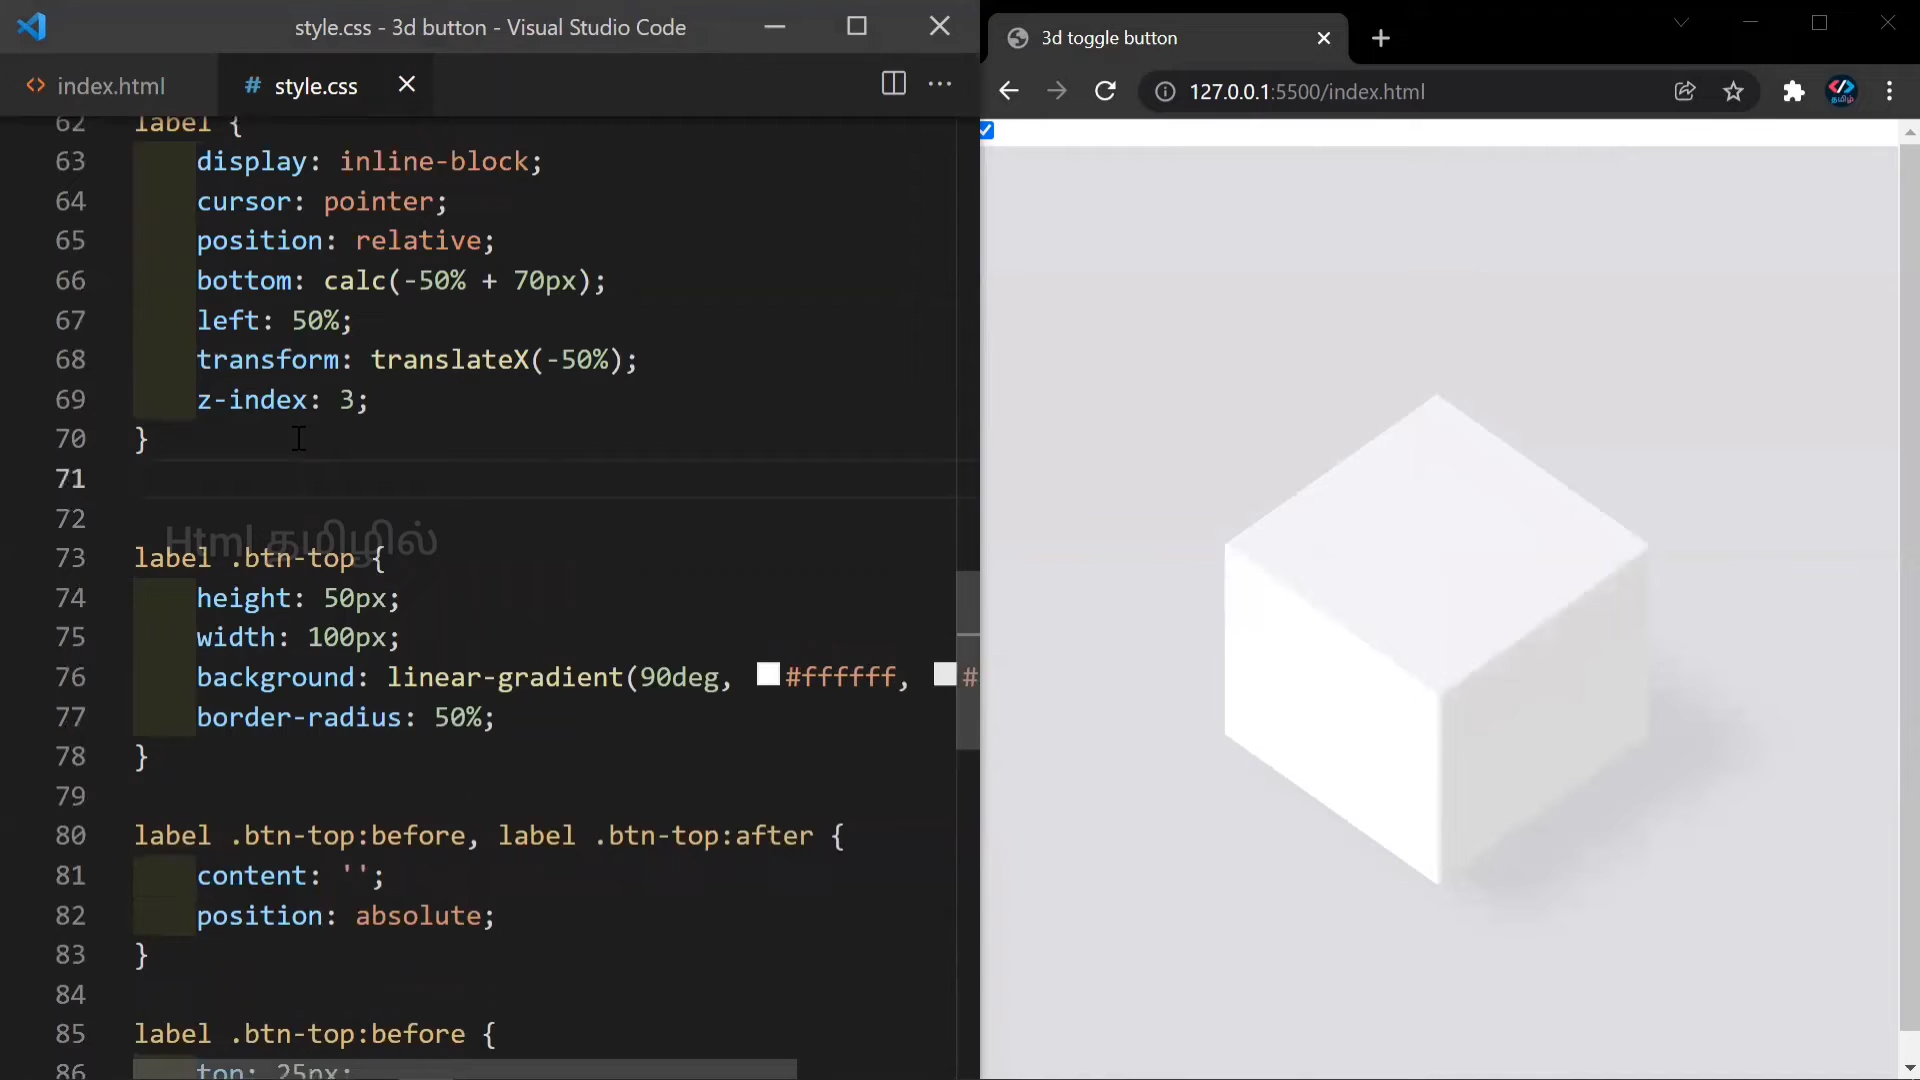 style.css - 3d button - Visual Studio Code
index.html
# style.css
62 label {
63 display: inline-block;
64 cursor: pointer;
65 position: relative;
66 bottom: calc(-50% + 70px);
67 left: 50%;
68 transform: translateX(-50%);
69 z-index: 3;
70 }
71
72
Html தமிழில்
73 label .btn-top {
74 height: 50px;
75 width: 100px;
76 background: linear-gradient(90deg, #ffffff, #
77 border-radius: 50%;
78 }
79
80 label .btn-top:before, label .btn-top:after {
81 content: '';
82 position: absolute;
83 }
84
85 label .btn-top:before {
86 top: 25px;
3d toggle button
127.0.0.1:5500/index.html
தமிழ்